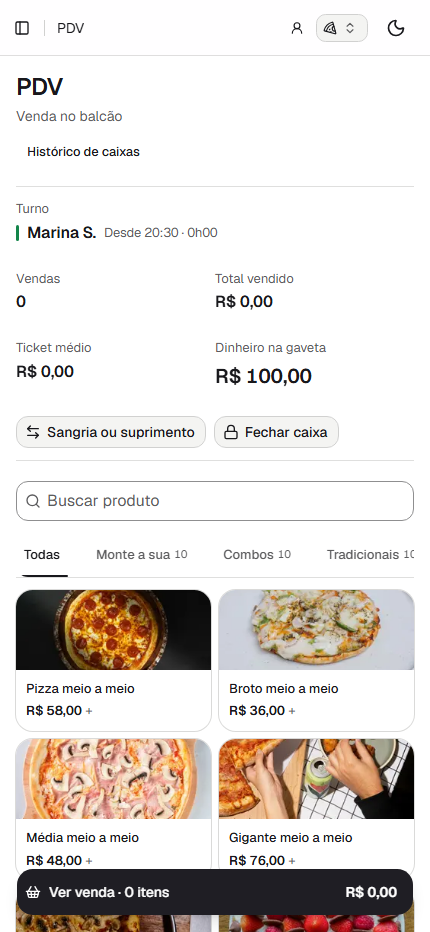 PDV
PDV
Venda no balcão
Histórico de caixas
Turno
Marina S. Desde 20:30 · 0h00
Vendas
0
Total vendido
R$ 0,00
Ticket médio
R$ 0,00
Dinheiro na gaveta
R$ 100,00
Sangria ou suprimento
Fechar caixa
Buscar produto
Todas Monte a sua 10 Combos 10 Tradicionais 10
Pizza meio a meio
R$ 58,00 +
Broto meio a meio
R$ 36,00 +
Média meio a meio
R$ 48,00 +
Gigante meio a meio
R$ 76,00 +
Ver venda · 0 itens R$ 0,00